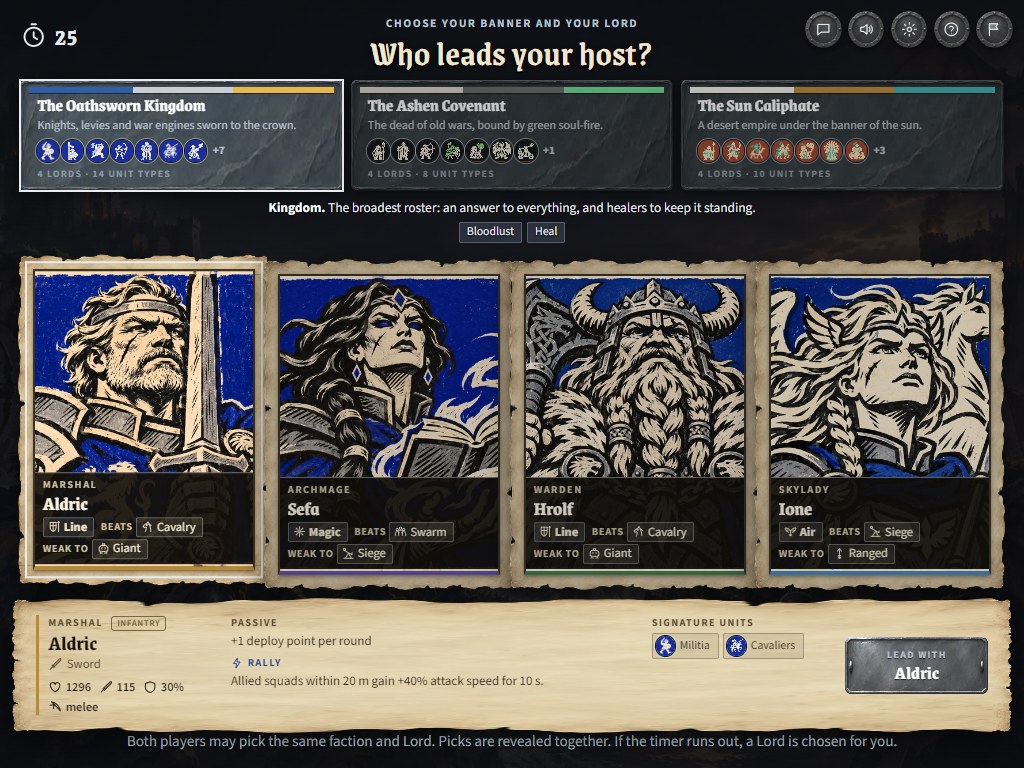 25
CHOOSE YOUR BANNER AND YOUR LORD
Who leads your host?
The Oathsworn Kingdom
Knights, levies and war engines sworn to the crown.
+7
4 LORDS · 14 UNIT TYPES
The Ashen Covenant
The dead of old wars, bound by green soul-fire.
+1
4 LORDS · 8 UNIT TYPES
The Sun Caliphate
A desert empire under the banner of the sun.
+3
4 LORDS · 10 UNIT TYPES
Kingdom. The broadest roster: an answer to everything, and healers to keep it standing.
Bloodlust Heal
MARSHAL
Aldric
Line BEATS Cavalry
WEAK TO Giant
ARCHMAGE
Sefa
Magic BEATS Swarm
WEAK TO Siege
WARDEN
Hrolf
Line BEATS Cavalry
WEAK TO Giant
SKYLADY
Ione
Air BEATS Siege
WEAK TO Ranged
MARSHAL INFANTRY
Aldric
Sword
1296 115 30%
melee
PASSIVE
+1 deploy point per round
RALLY
Allied squads within 20 m gain +40% attack speed for 10 s.
SIGNATURE UNITS
Militia Cavaliers
LEAD WITH
Aldric
Both players may pick the same faction and Lord. Picks are revealed together. If the timer runs out, a Lord is chosen for you.